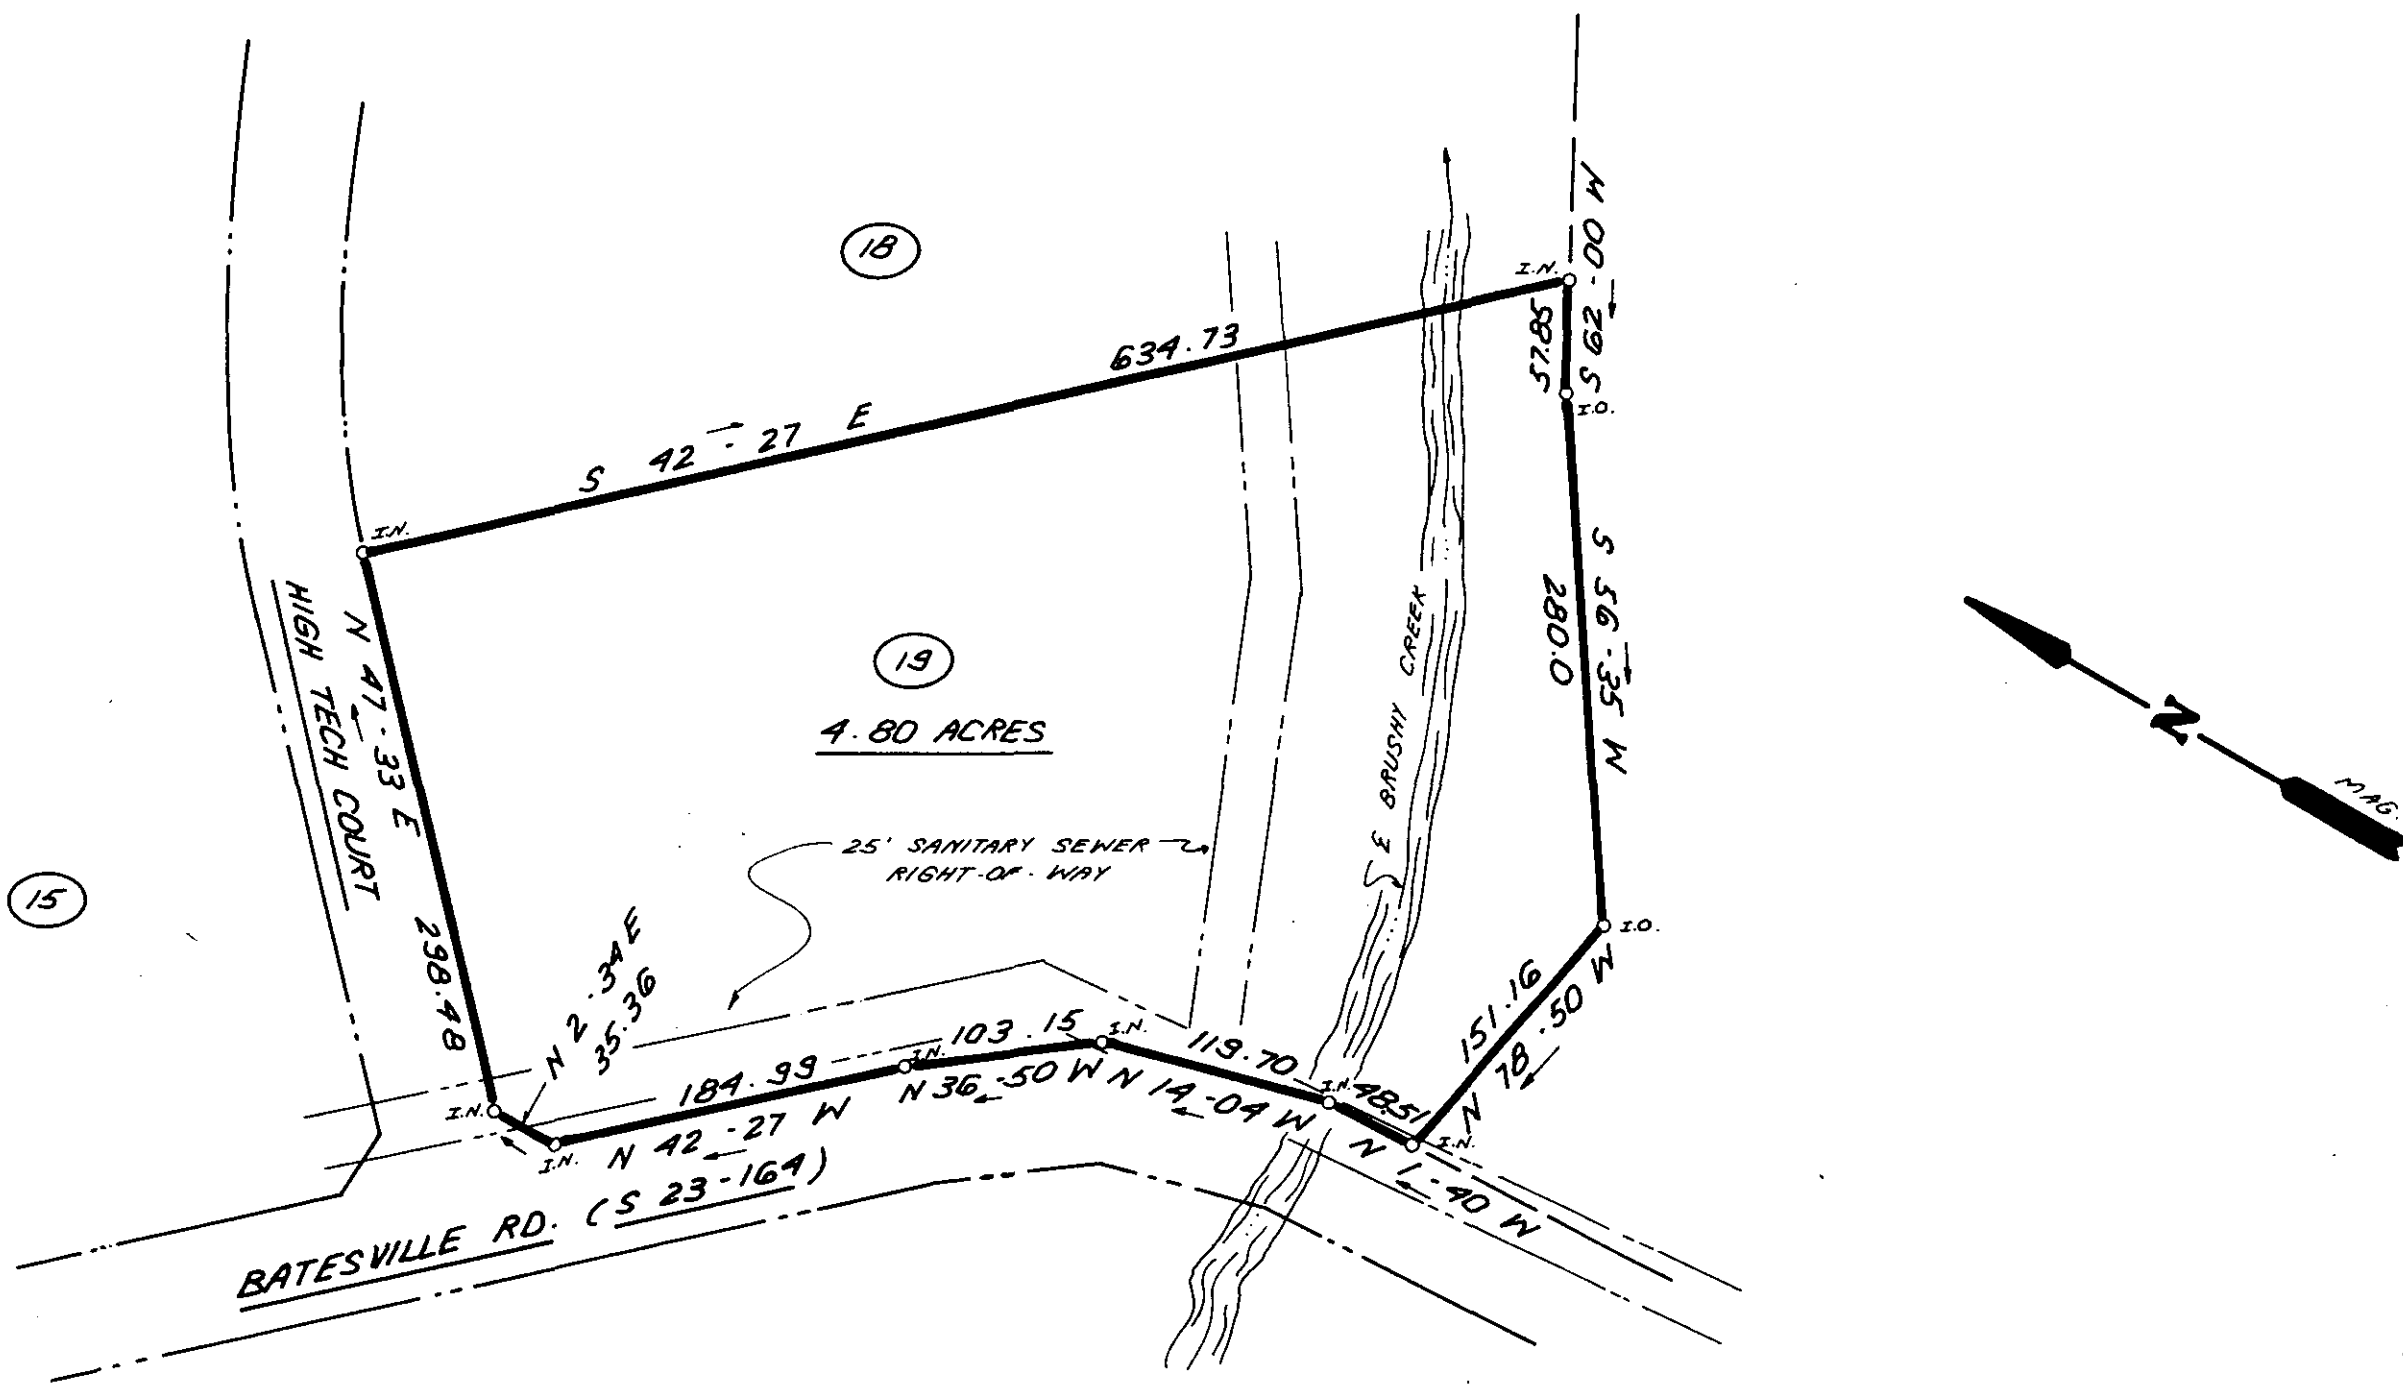 18
I.N.
S 62-00 W
57.85
I.O.
634.73
S 42-27 E
I.N.
HIGH TECH COURT
N 47-33 E
298.48
19
4.80 ACRES
BRUSHY CREEK
S 56-35 W
280.0
N
MAG.
25' SANITARY SEWER
RIGHT-OF-WAY
15
I.O.
N 78-50 W
151.16
N 2-34 E
35.36
I.N.
I.N.
184.99
N 42-27 W
I.N.
103.15
N 36-50 W
I.N.
119.70
N 14-04 W
I.N.
48.51
N 1-40 W
I.N.
BATESVILLE RD. (S 23-164)